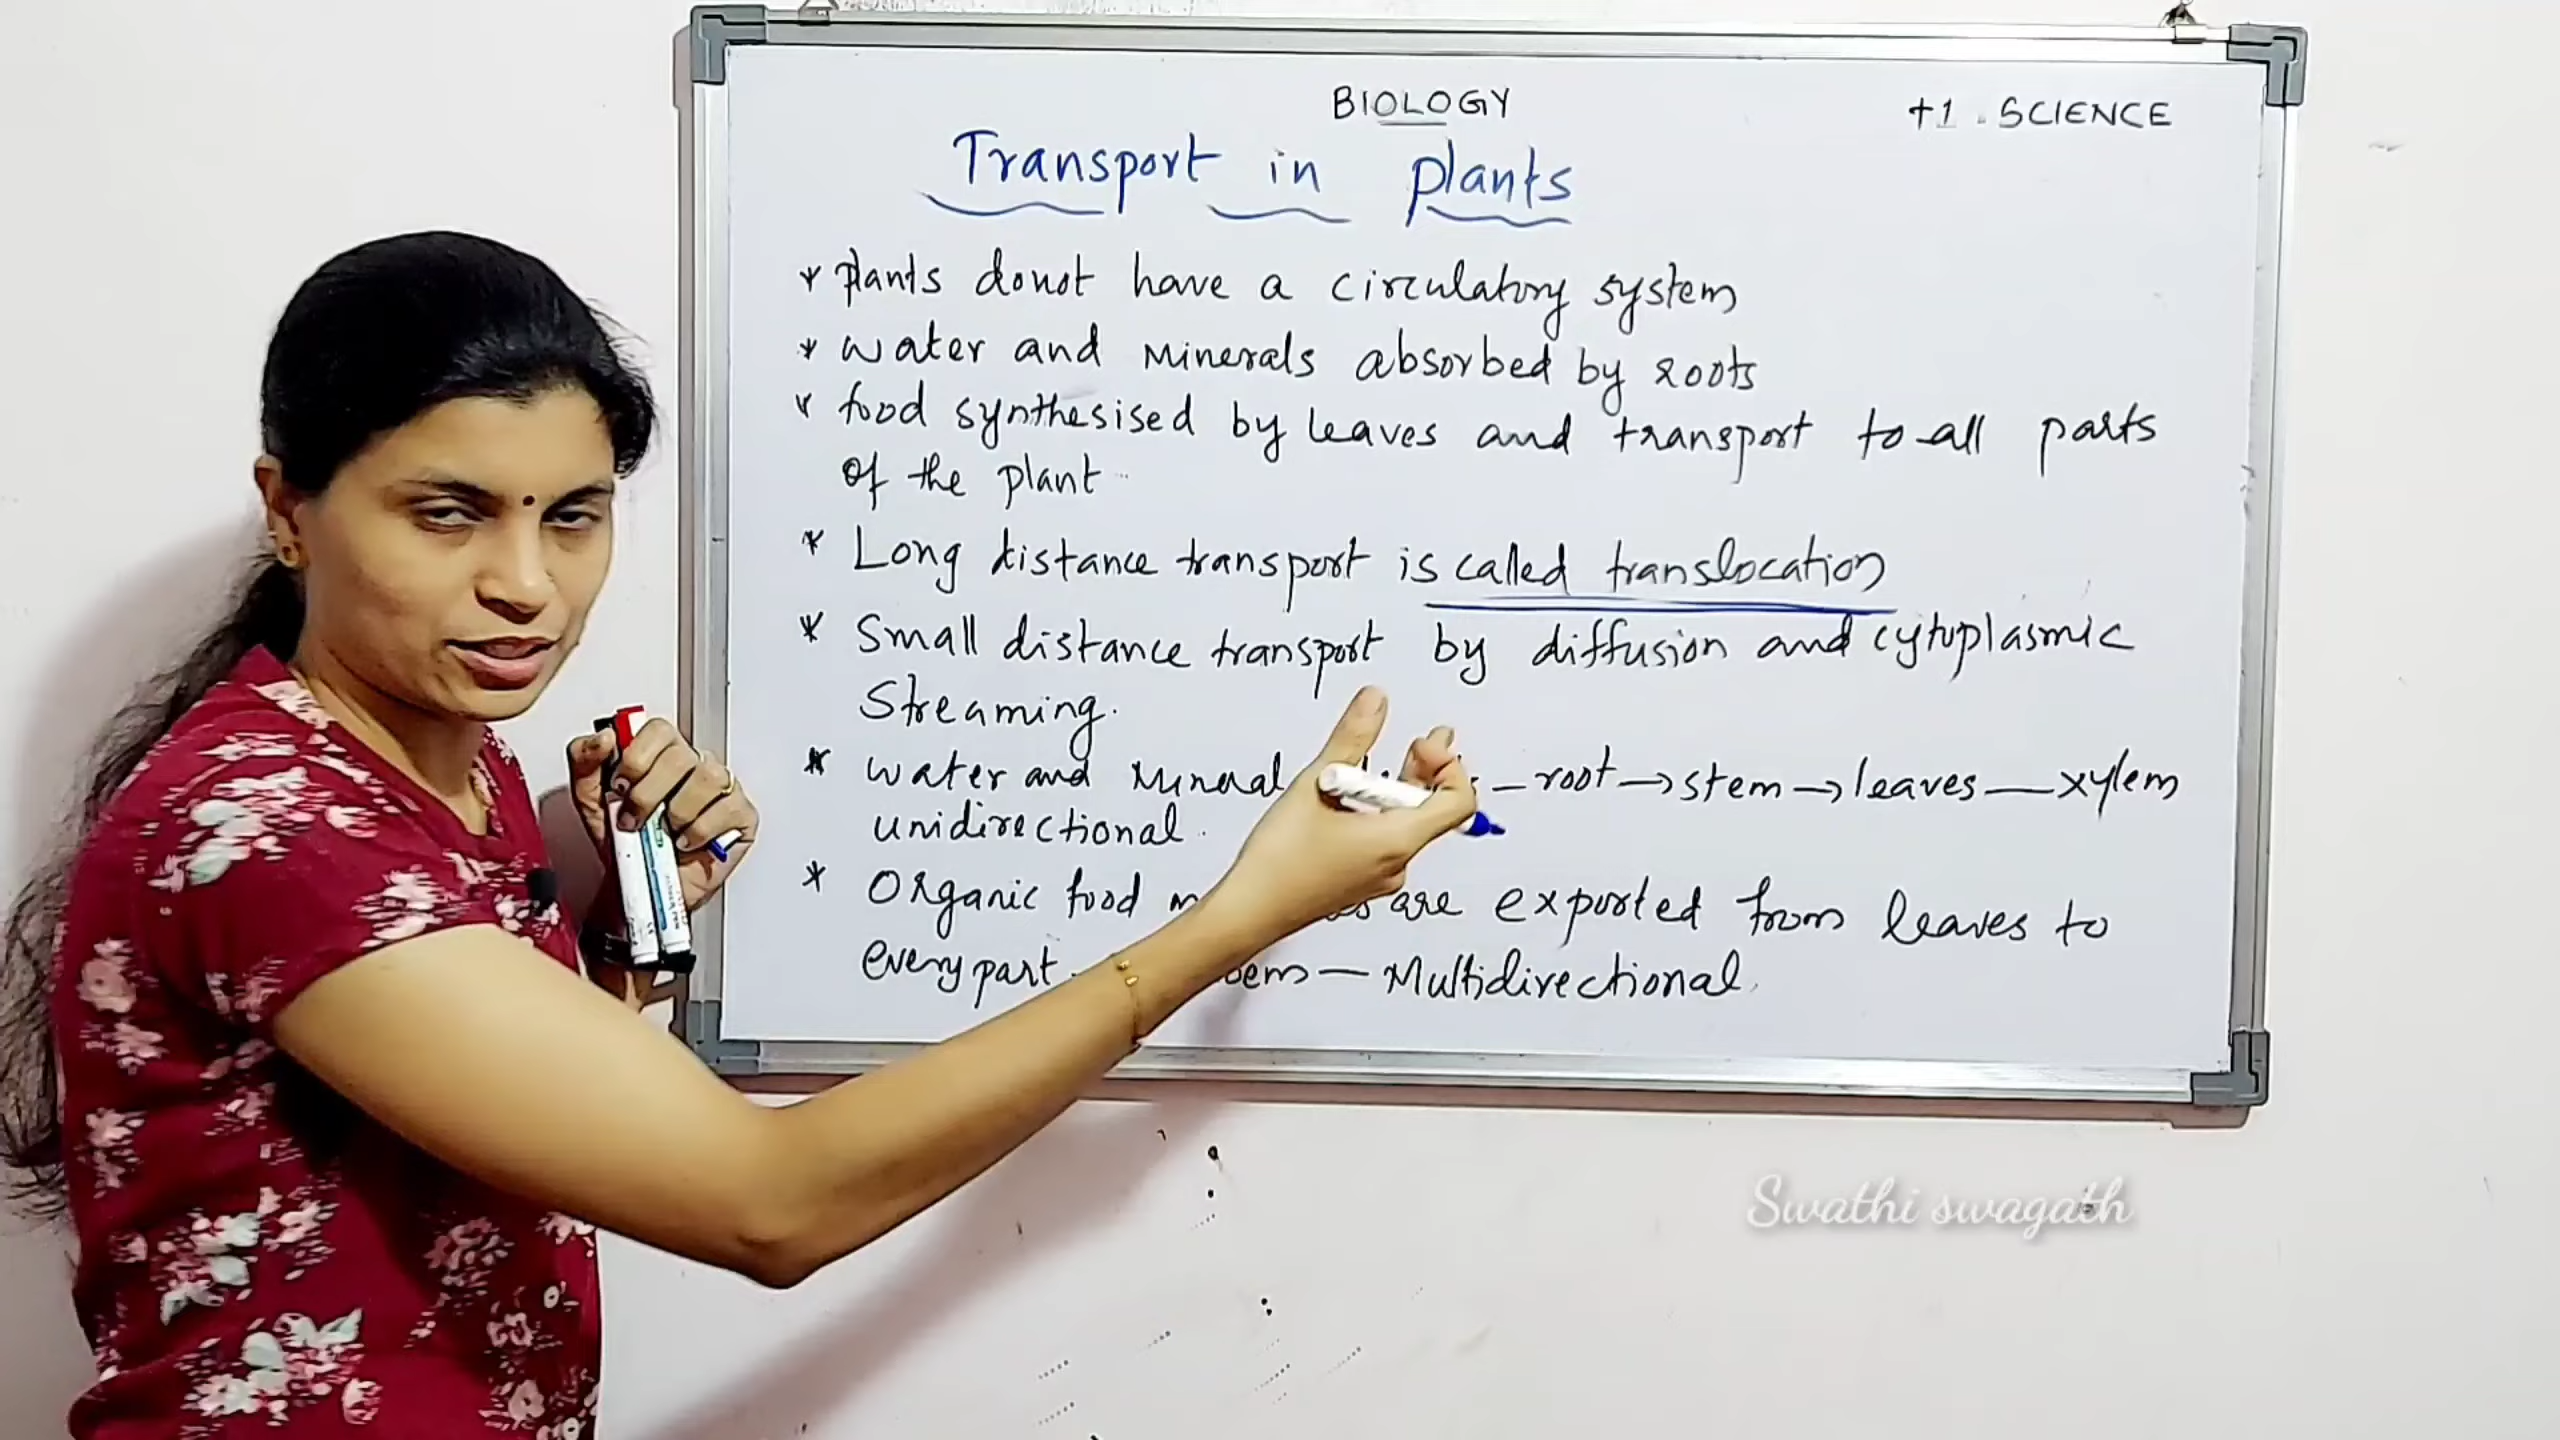 BIOLOGY
+1 . SCIENCE
Transport in plants
* plants donot have a circulatory system
* water and Minerals absorbed by roots
* food synthesised by leaves and transport to all parts
of the plant
* Long distance transport is called translocation
* Small distance transport by diffusion and cytoplasmic
Streaming.
* water and Mineral – root → stem → leaves — xylem
unidirectional.
* Organic food are exported from leaves to
every part — Multidirectional.
Swathi swagath